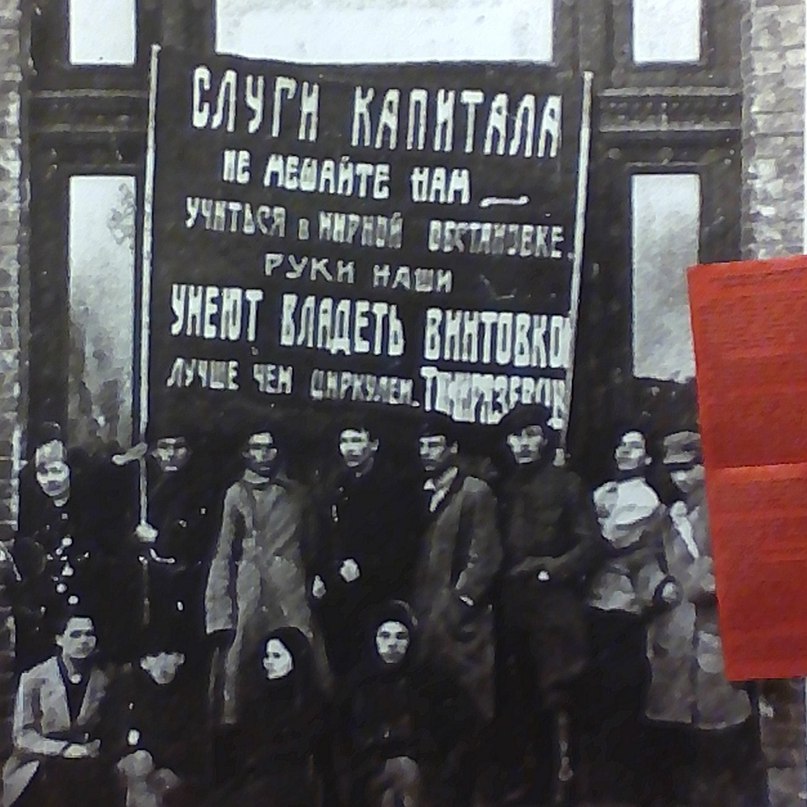 СЛУГИ КАПИТАЛА
НЕ МЕШАЙТЕ НАМ
УЧИТЬСЯ в МИРНОЙ ОБСТАНОВКЕ.
РУКИ НАШИ
УМЕЮТ ВЛАДЕТЬ ВИНТОВКО
ЛУЧШЕ ЧЕМ ЦИРКУЛЕМ.